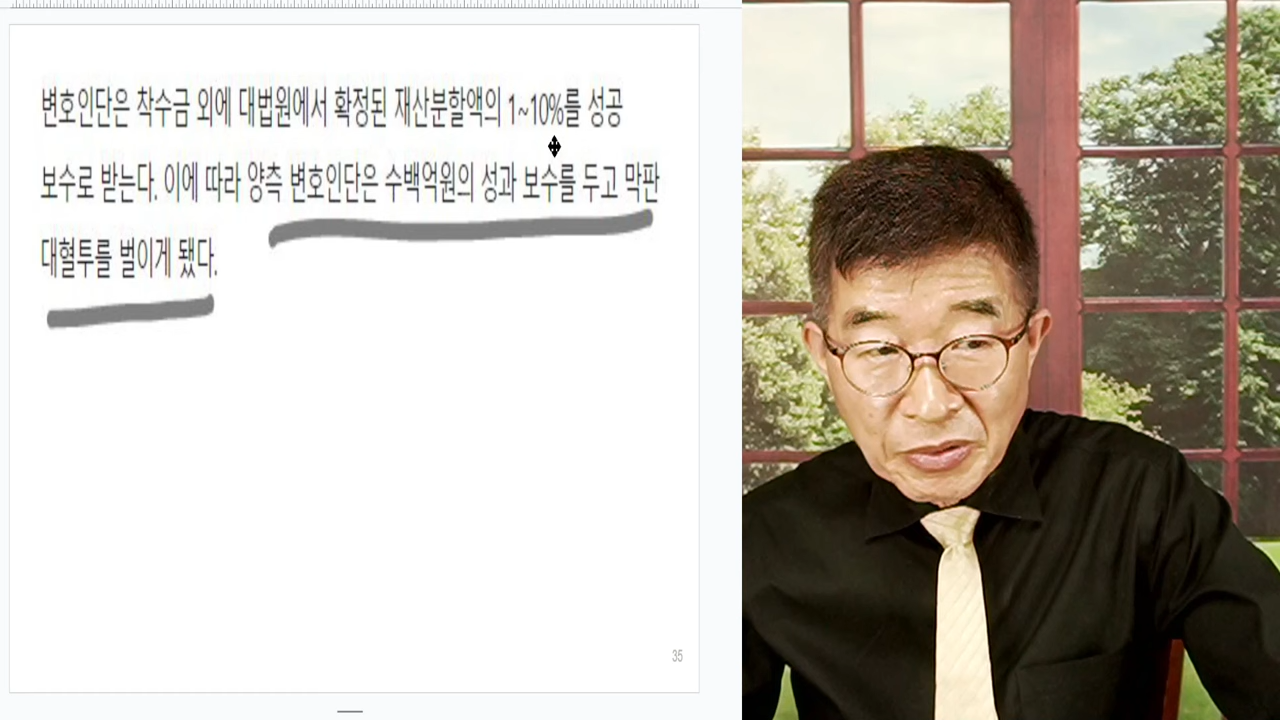 변호인단은 착수금 외에 대법원에서 확정된 재산분할액의 1~10%를 성공
보수로 받는다. 이에 따라 양측 변호인단은 수백억원의 성과 보수를 두고 막판
대혈투를 벌이게 됐다.
35